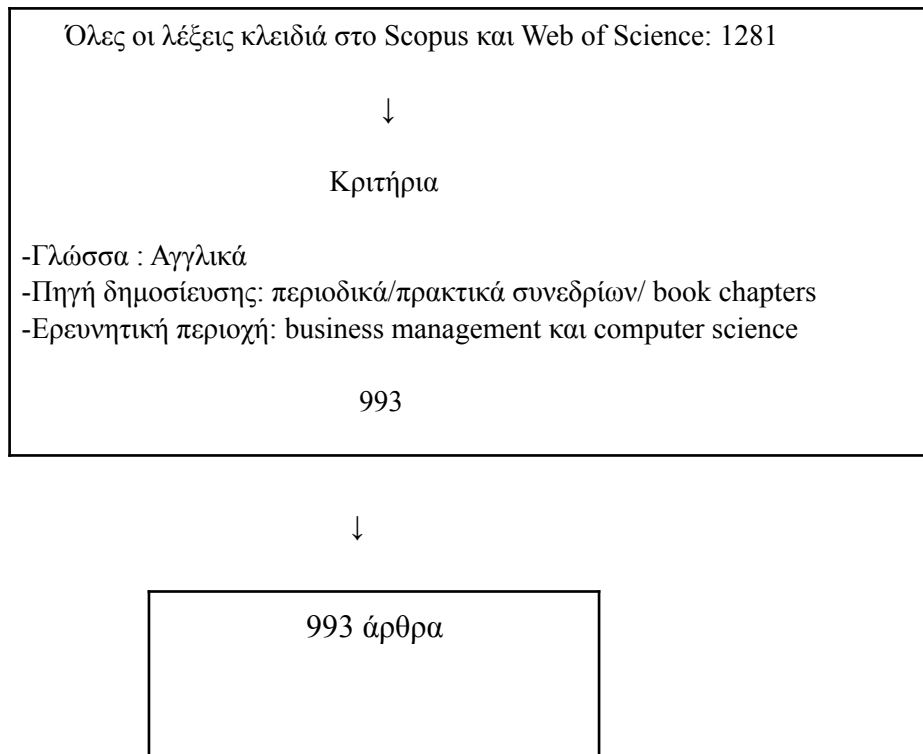 Όλες οι λέξεις κλειδιά στο Scopus και Web of Science: 1281
↓
Κριτήρια
-Γλώσσα : Αγγλικά
-Πηγή δημοσίευσης: περιοδικά/πρακτικά συνεδρίων/ book chapters
-Ερευνητική περιοχή: business management και computer science
993
↓
993 άρθρα